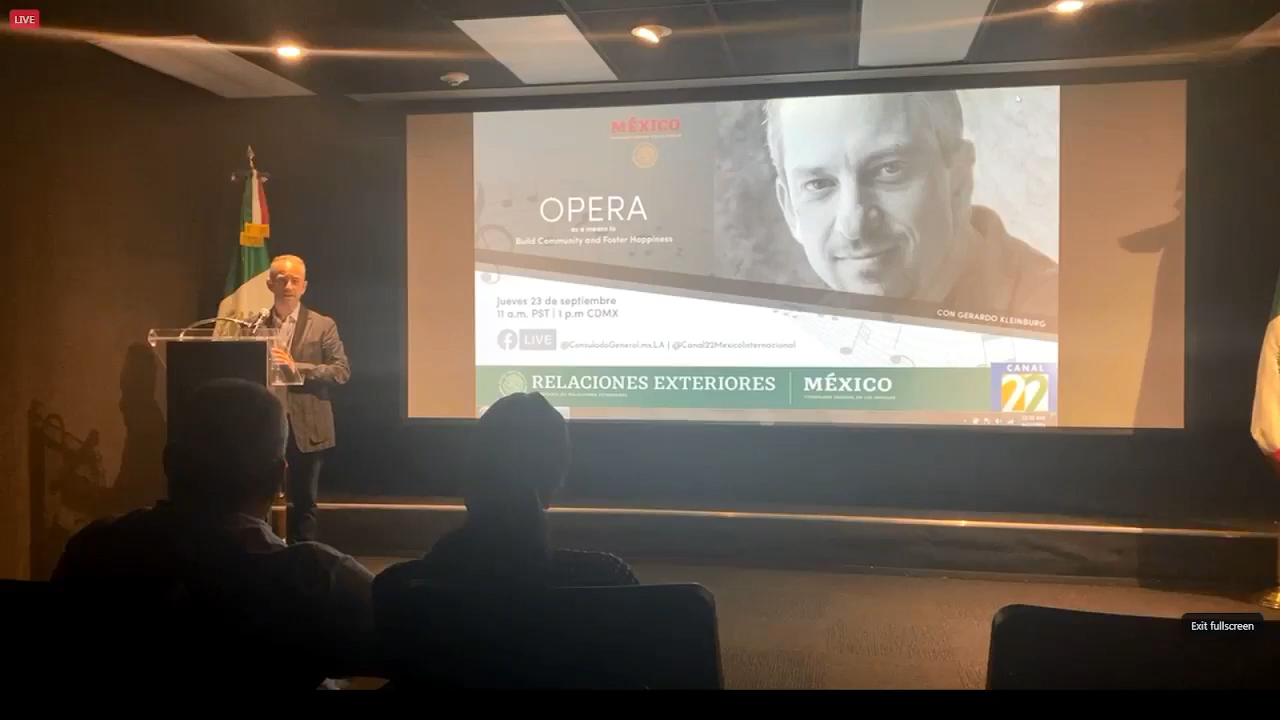 LIVE
MÉXICO
OPERA
as a means to
Build Community and Foster Happiness
Jueves 23 de septiembre
11 a.m. PST | 1 p.m CDMX
LIVE
@ConsuladoGeneral.mx.LA | @Canal22MexicoInternacional
CON GERARDO KLEINBURG
RELACIONES EXTERIORES
MÉXICO
CANAL
22
Exit fullscreen